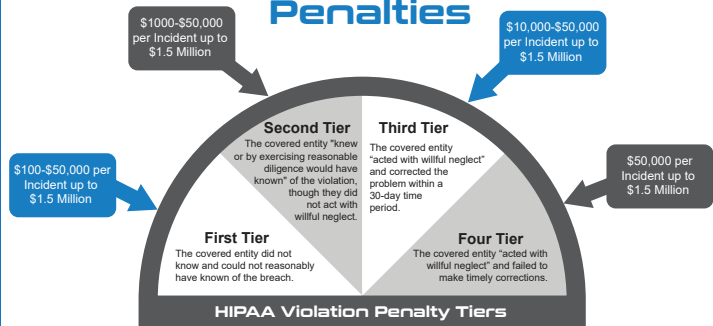 Penalties
$1000-$50,000
per Incident up to
$1.5 Million
$10,000-$50,000
per Incident up to
$1.5 Million
$100-$50,000 per
Incident up to
$1.5 Million
$50,000 per
Incident up to
$1.5 Million
Second Tier
The covered entity "knew
or by exercising reasonable
diligence would have
known" of the violation,
though they did
not act with
willful neglect.
Third Tier
The covered entity
“acted with willful neglect”
and corrected the
problem within a
30-day time
period.
First Tier
The covered entity did not
know and could not reasonably
have known of the breach.
Four Tier
The covered entity “acted with
willful neglect” and failed to
make timely corrections.
HIPAA Violation Penalty Tiers